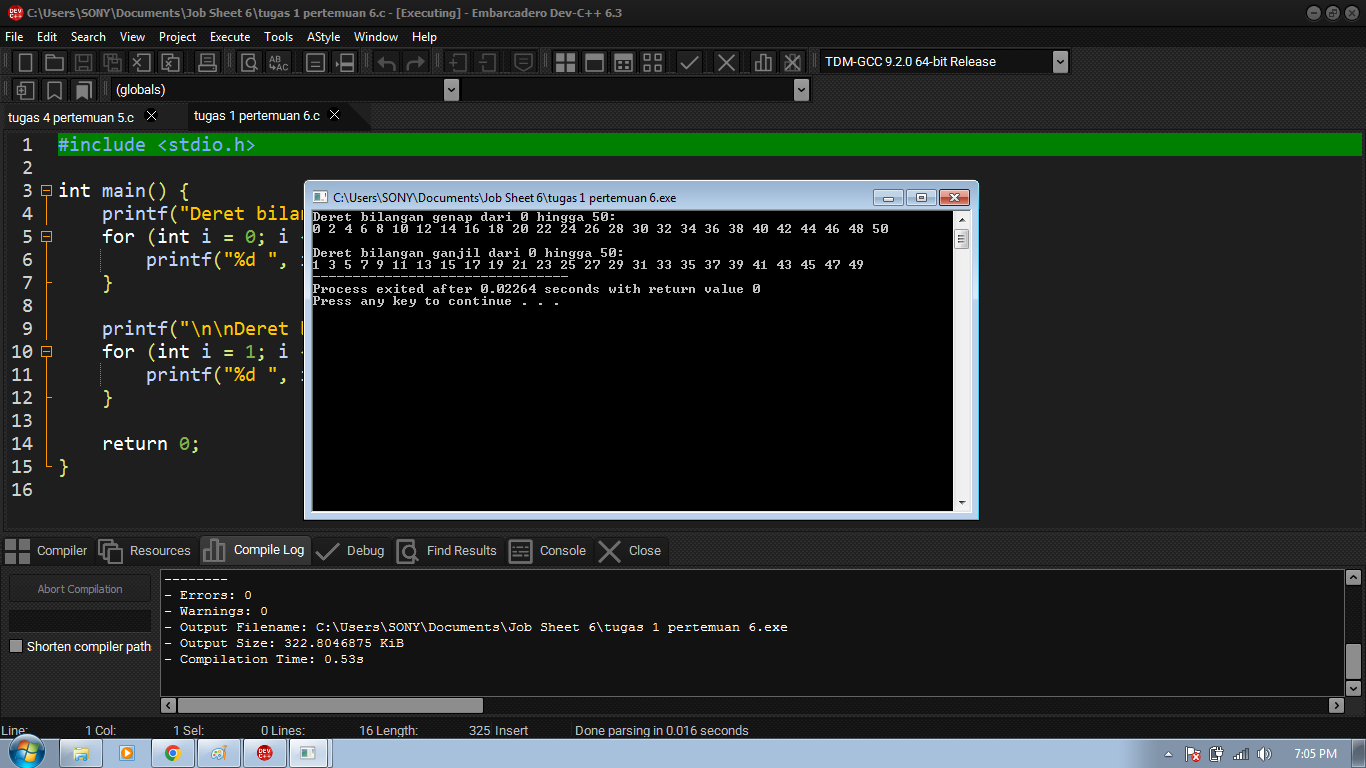 C:\Users\SONY\Documents\Job Sheet 6\tugas 1 pertemuan 6.c - [Executing] - Embarcadero Dev-C++ 6.3
File Edit Search View Project Execute Tools AStyle Window Help
TDM-GCC 9.2.0 64-bit Release
(globals)
tugas 4 pertemuan 5.c tugas 1 pertemuan 6.c
1 #include <stdio.h>
2
3 int main() {
4 printf("Deret bilan
5 for (int i = 0; i
6 printf("%d ",
7 }
8
9 printf("\n\nDeret
10 for (int i = 1; i
11 printf("%d ",
12 }
13
14 return 0;
15 }
16
C:\Users\SONY\Documents\Job Sheet 6\tugas 1 pertemuan 6.exe
Deret bilangan genap dari 0 hingga 50:
0 2 4 6 8 10 12 14 16 18 20 22 24 26 28 30 32 34 36 38 40 42 44 46 48 50
Deret bilangan ganjil dari 0 hingga 50:
1 3 5 7 9 11 13 15 17 19 21 23 25 27 29 31 33 35 37 39 41 43 45 47 49
--------------------------------
Process exited after 0.02264 seconds with return value 0
Press any key to continue . . .
Compiler Resources Compile Log Debug Find Results Console Close
Abort Compilation
Shorten compiler path
--------
- Errors: 0
- Warnings: 0
- Output Filename: C:\Users\SONY\Documents\Job Sheet 6\tugas 1 pertemuan 6.exe
- Output Size: 322.8046875 KiB
- Compilation Time: 0.53s
Line: 1 Col: 1 Sel: 0 Lines: 16 Length: 325 Insert Done parsing in 0.016 seconds
DEV C++
7:05 PM